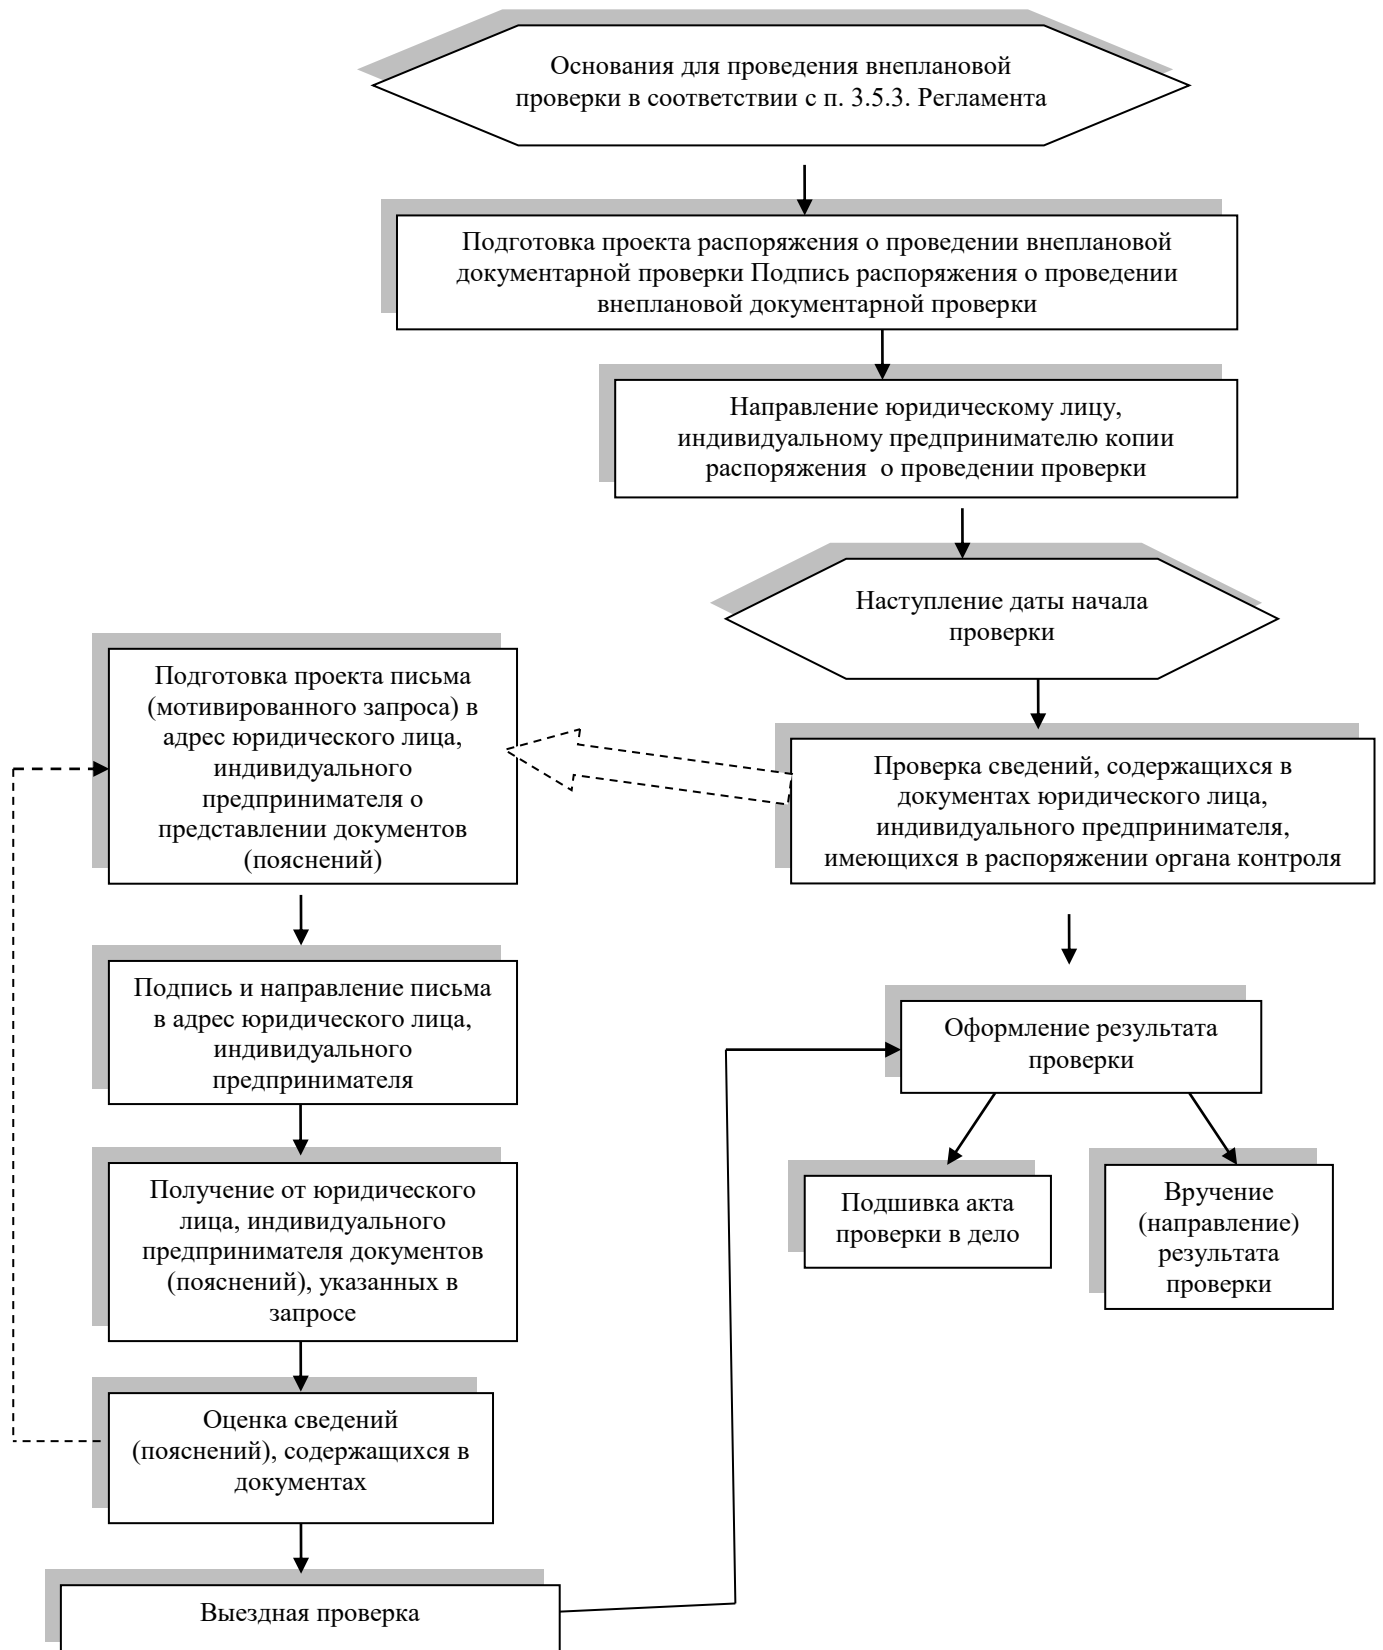 Основания для проведения внеплановой
проверки в соответствии с п. 3.5.3. Регламента
Подготовка проекта распоряжения о проведении внеплановой
документарной проверки Подпись распоряжения о проведении
внеплановой документарной проверки
Направление юридическому лицу,
индивидуальному предпринимателю копии
распоряжения  о проведении проверки
Наступление даты начала
проверки
Проверка сведений, содержащихся в
документах юридического лица,
индивидуального предпринимателя,
имеющихся в распоряжении органа контроля
Подготовка проекта письма
(мотивированного запроса) в
адрес юридического лица,
индивидуального
предпринимателя о
представлении документов
(пояснений)
Подпись и направление письма
в адрес юридического лица,
индивидуального
предпринимателя
Получение от юридического
лица, индивидуального
предпринимателя документов
(пояснений), указанных в
запросе
Оценка сведений
(пояснений), содержащихся в
документах
Выездная проверка
Оформление результата
проверки
Подшивка акта
проверки в дело
Вручение
(направление)
результата
проверки